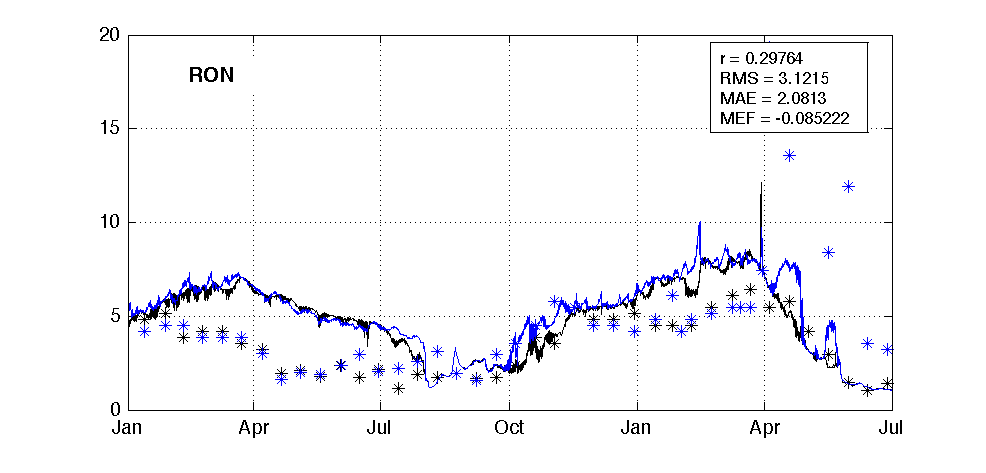 20
RON
r = 0.29764
RMS = 3.1215
MAE = 2.0813
MEF = -0.085222
15
10
5
0
Jan Apr Jul Oct Jan Apr Jul